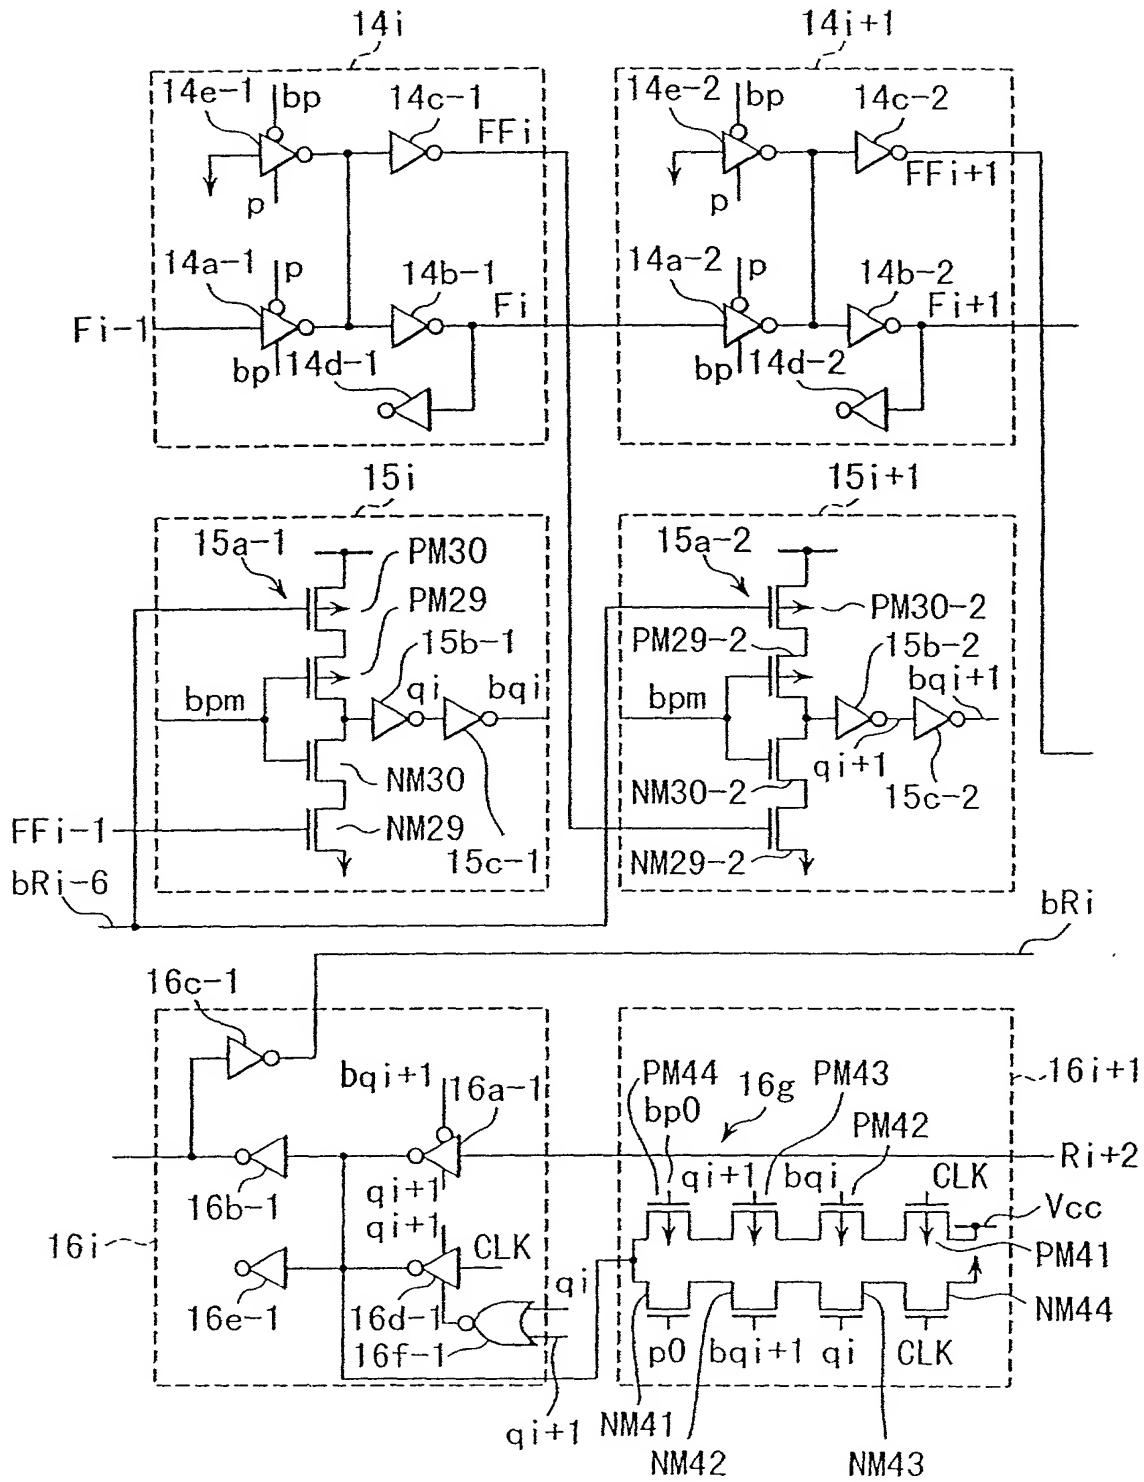 14i 14i+1
14e-1 bp 14c-1 FFi 14e-2 bp 14c-2
p p FFi+1
14a-1 p 14b-1 Fi 14a-2 p 14b-2 Fi+1
Fi-1
bp 14d-1 bp 14d-2
15i 15i+1
15a-1 PM30 15a-2
PM29 PM30-2
15b-1 PM29-2 15b-2
bpm qi bqi bpm bqi+1
NM30 qi+1
NM30-2 15c-2
FFi-1 NM29
15c-1 NM29-2
bRi-6
bRi
16c-1
bqi+1 16a-1 PM44 16g PM43 16i+1
bp0 PM42
qi+1 bqi CLK Ri+2
16b-1 qi+1 Vcc
16i qi+1 CLK PM41
16e-1 16d-1 qi NM44
16f-1 p0 bqi+1 qi CLK
qi+1 NM41
NM42 NM43